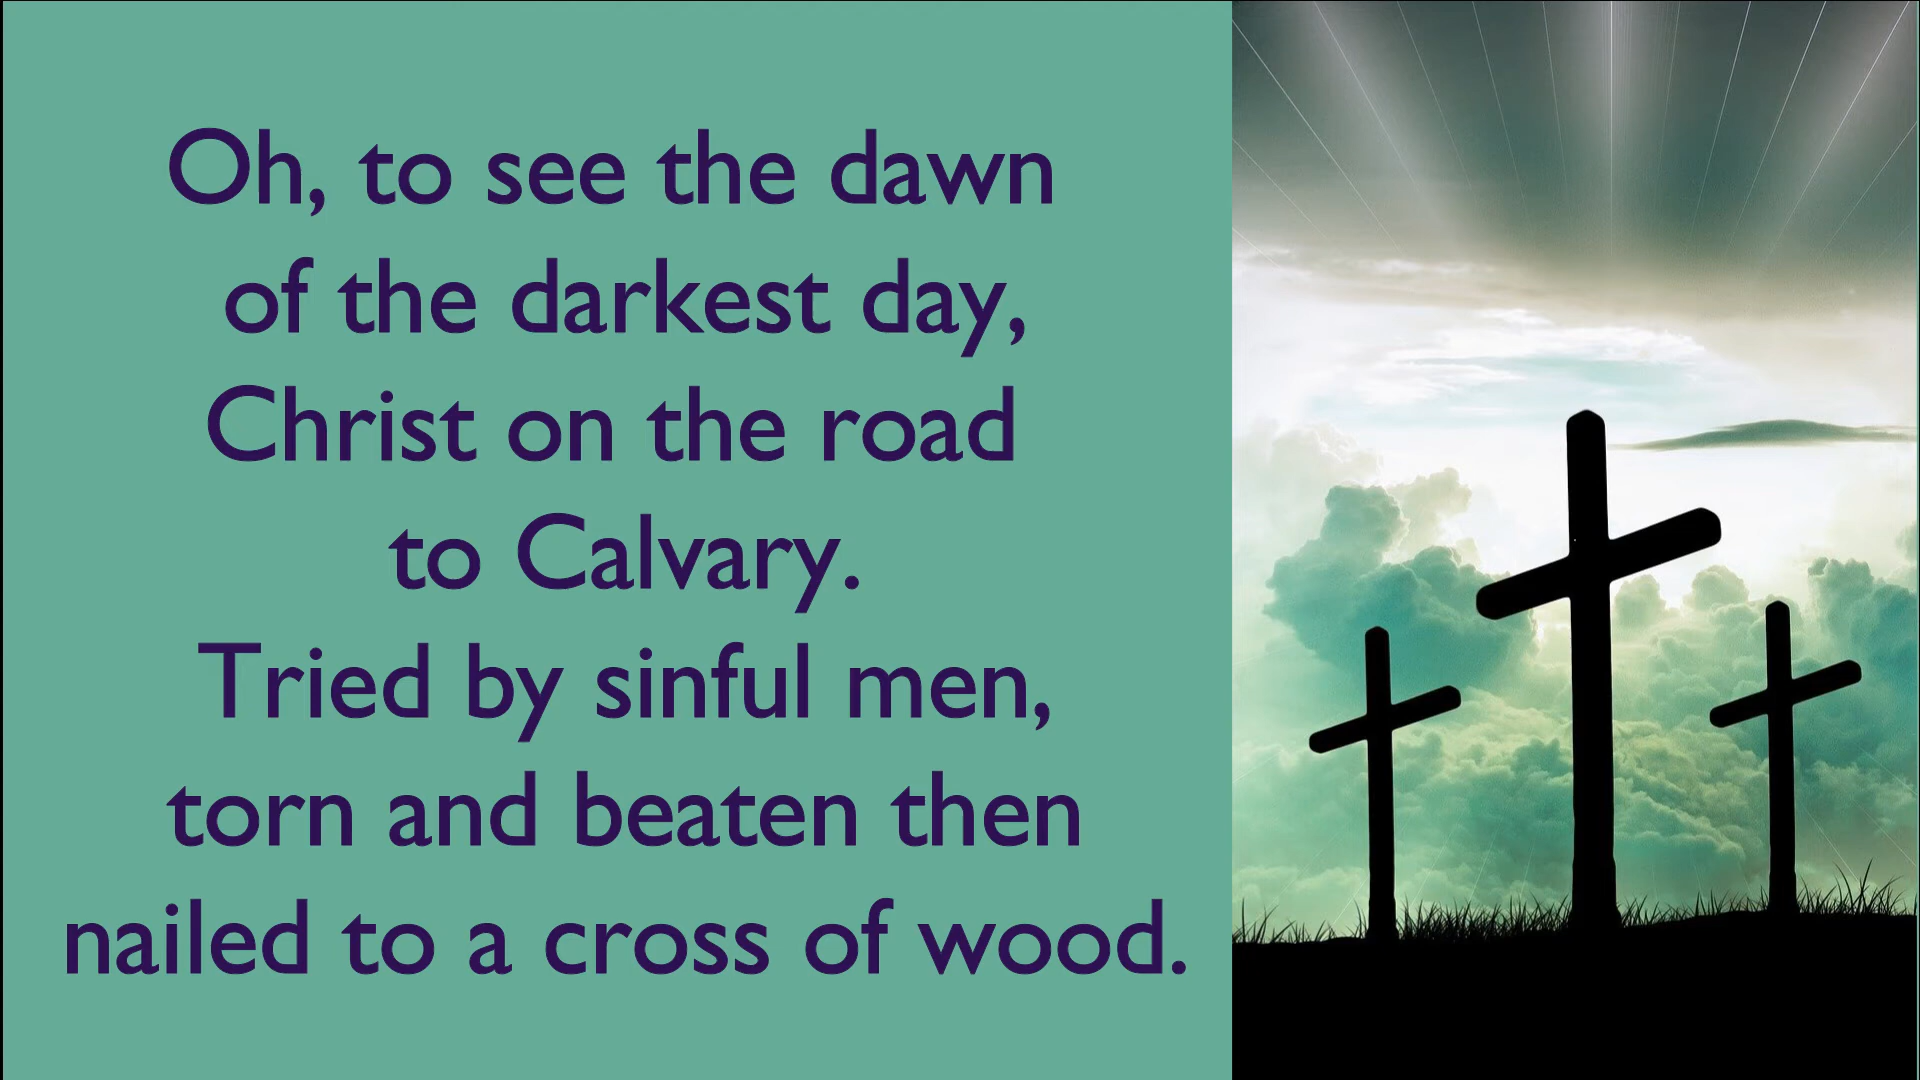 Oh, to see the dawn
of the darkest day,
Christ on the road
to Calvary.
Tried by sinful men,
torn and beaten then
nailed to a cross of wood.